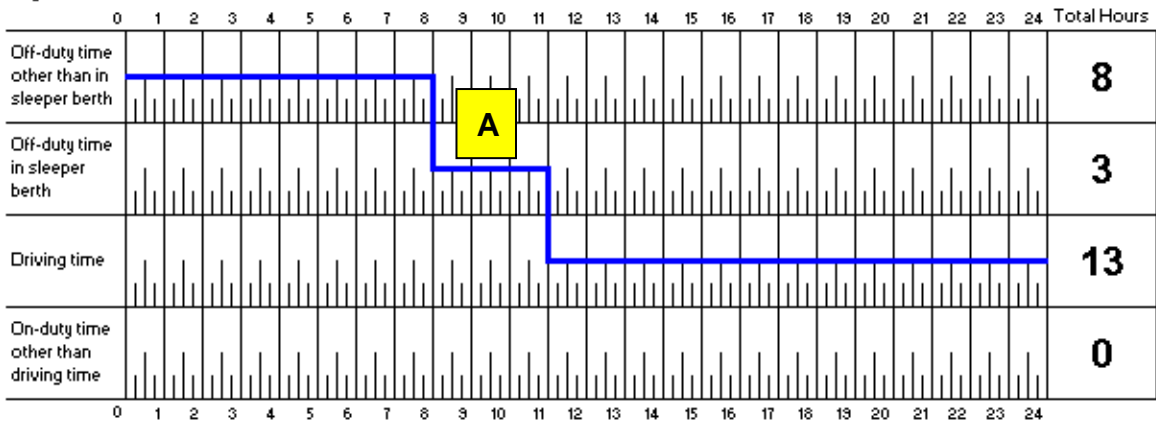 0 1 2 3 4 5 6 7 8 9 10 11 12 13 14 15 16 17 18 19 20 21 22 23 24 Total Hours
Off-duty time
other than in
sleeper berth
8
A
Off-duty time
in sleeper
berth
3
Driving time
13
On-duty time
other than
driving time
0
0 1 2 3 4 5 6 7 8 9 10 11 12 13 14 15 16 17 18 19 20 21 22 23 24